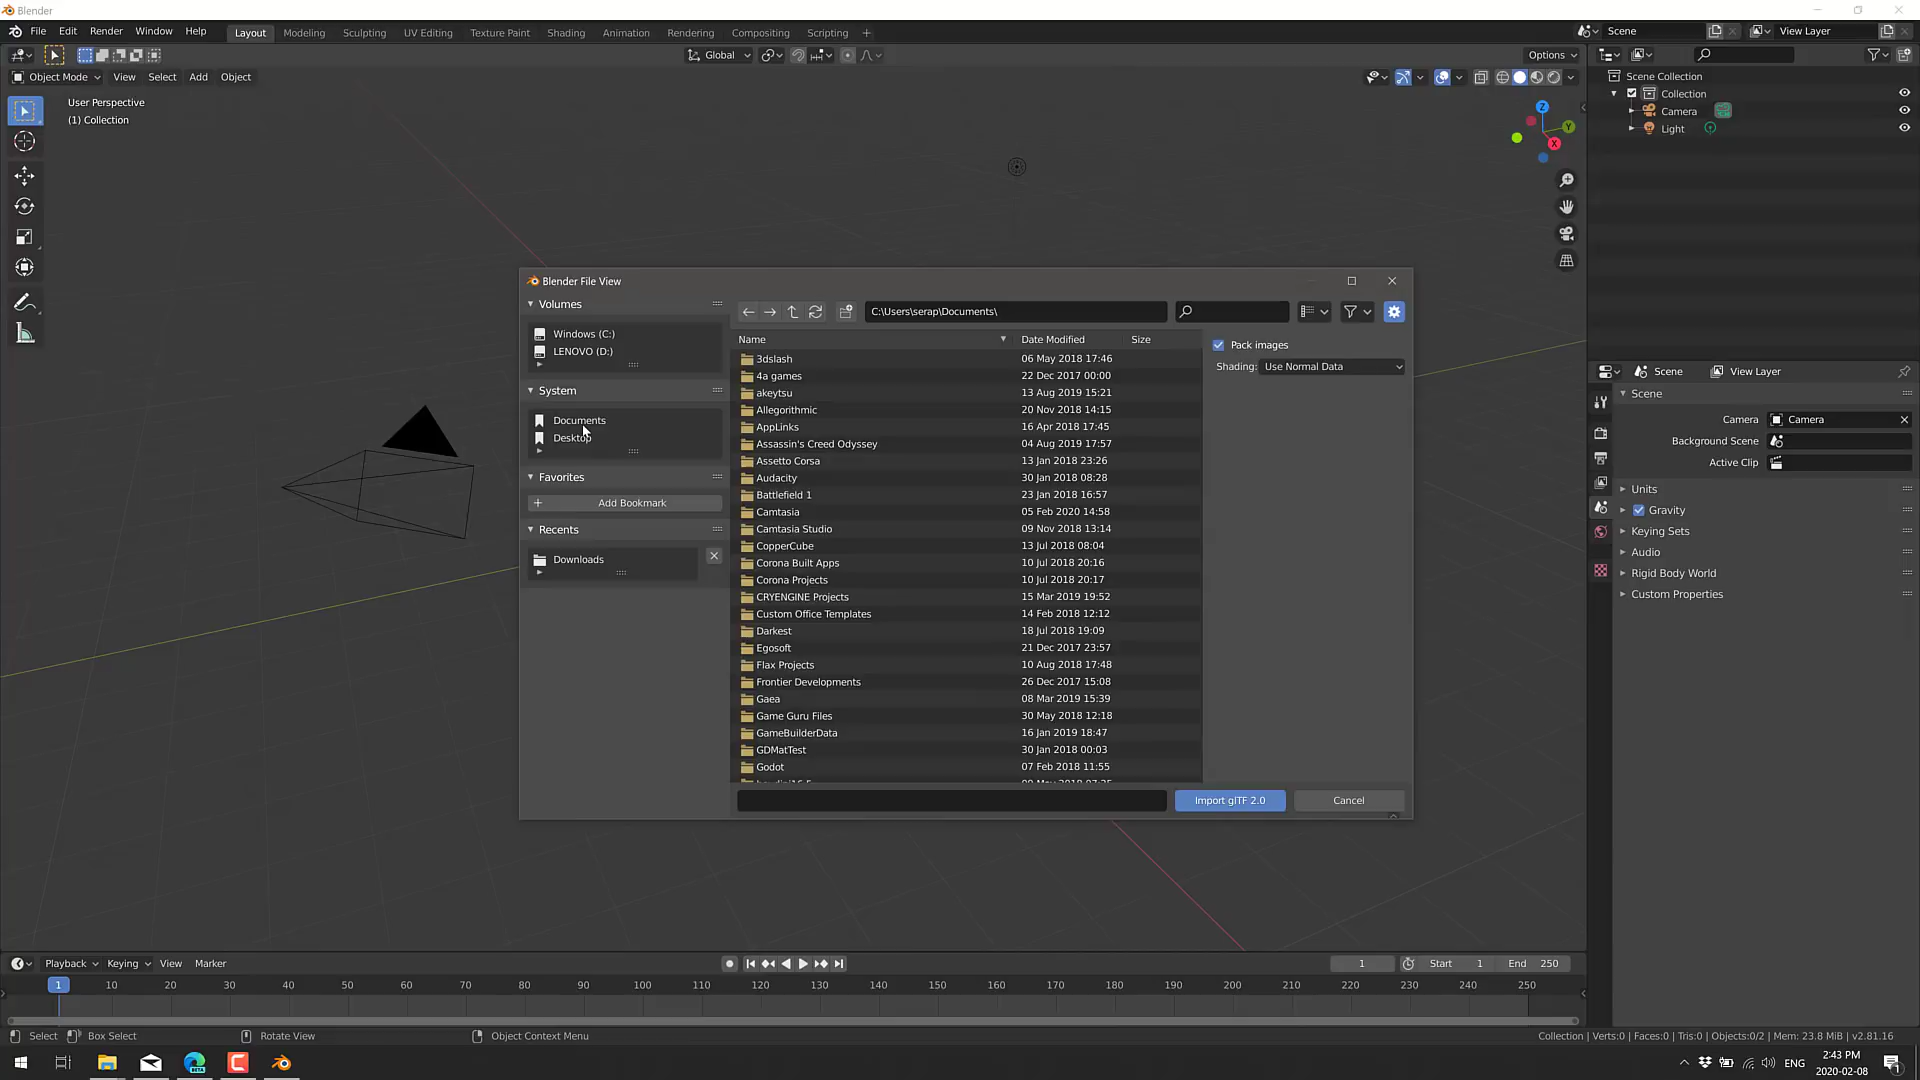 Blender
File Edit Render Window Help Layout Modeling Sculpting UV Editing Texture Paint Shading Animation Rendering Compositing Scripting + Scene View Layer
Global Options
Object Mode View Select Add Object
User Perspective
(1) Collection
Z
Y
X
Scene Collection
Collection
Camera
Light
Blender File View
Volumes
Windows (C:)
LENOVO (D:)
System
Documents
Desktop
Favorites
+ Add Bookmark
Recents
Downloads
C:\Users\serap\Documents\
Name Date Modified Size
3dslash 06 May 2018 17:46
4a games 22 Dec 2017 00:00
akeytsu 13 Aug 2019 15:21
Allegorithmic 20 Nov 2018 14:15
AppLinks 16 Apr 2018 17:45
Assassin's Creed Odyssey 04 Aug 2019 17:57
Assetto Corsa 13 Jan 2018 23:26
Audacity 30 Jan 2018 08:28
Battlefield 1 23 Jan 2018 16:57
Camtasia 05 Feb 2020 14:58
Camtasia Studio 09 Nov 2018 13:14
CopperCube 13 Jul 2018 08:04
Corona Built Apps 10 Jul 2018 20:16
Corona Projects 10 Jul 2018 20:17
CRYENGINE Projects 15 Mar 2019 19:52
Custom Office Templates 14 Feb 2018 12:12
Darkest 18 Jul 2018 19:09
Egosoft 21 Dec 2017 23:57
Flax Projects 10 Aug 2018 17:48
Frontier Developments 26 Dec 2017 15:08
Gaea 08 Mar 2019 15:39
Game Guru Files 30 May 2018 12:18
GameBuilderData 16 Jan 2019 18:47
GDMatTest 30 Jan 2018 00:03
Godot 07 Feb 2018 11:55
Pack images
Shading: Use Normal Data
Import glTF 2.0 Cancel
Scene View Layer
Scene
Camera Camera
Background Scene
Active Clip
Units
Gravity
Keying Sets
Audio
Rigid Body World
Custom Properties
Playback Keying View Marker 1 Start 1 End 250
1 10 20 30 40 50 60 70 80 90 100 110 120 130 140 150 160 170 180 190 200 210 220 230 240 250
Select Box Select Rotate View Object Context Menu Collection | Verts:0 | Faces:0 | Tris:0 | Objects:0/2 | Mem: 23.8 MiB | v2.81.16
BETA
ENG
2:43 PM
2020-02-08
1